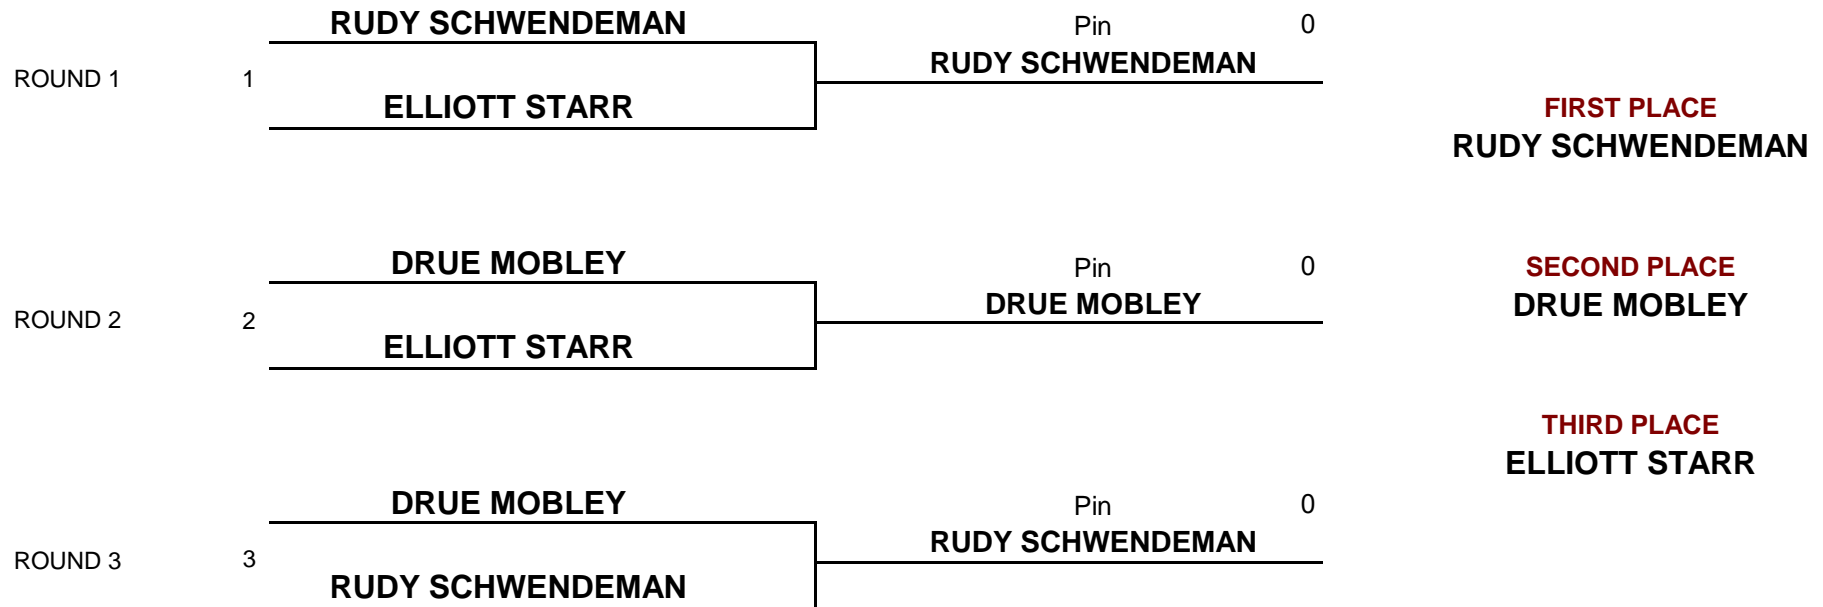 RUDY SCHWENDEMAN
Pin 0
RUDY SCHWENDEMAN
ROUND 1 1
ELLIOTT STARR
FIRST PLACE
RUDY SCHWENDEMAN
DRUE MOBLEY
Pin 0
SECOND PLACE
DRUE MOBLEY
DRUE MOBLEY
ROUND 2 2
ELLIOTT STARR
THIRD PLACE
ELLIOTT STARR
DRUE MOBLEY
Pin 0
RUDY SCHWENDEMAN
ROUND 3 3
RUDY SCHWENDEMAN